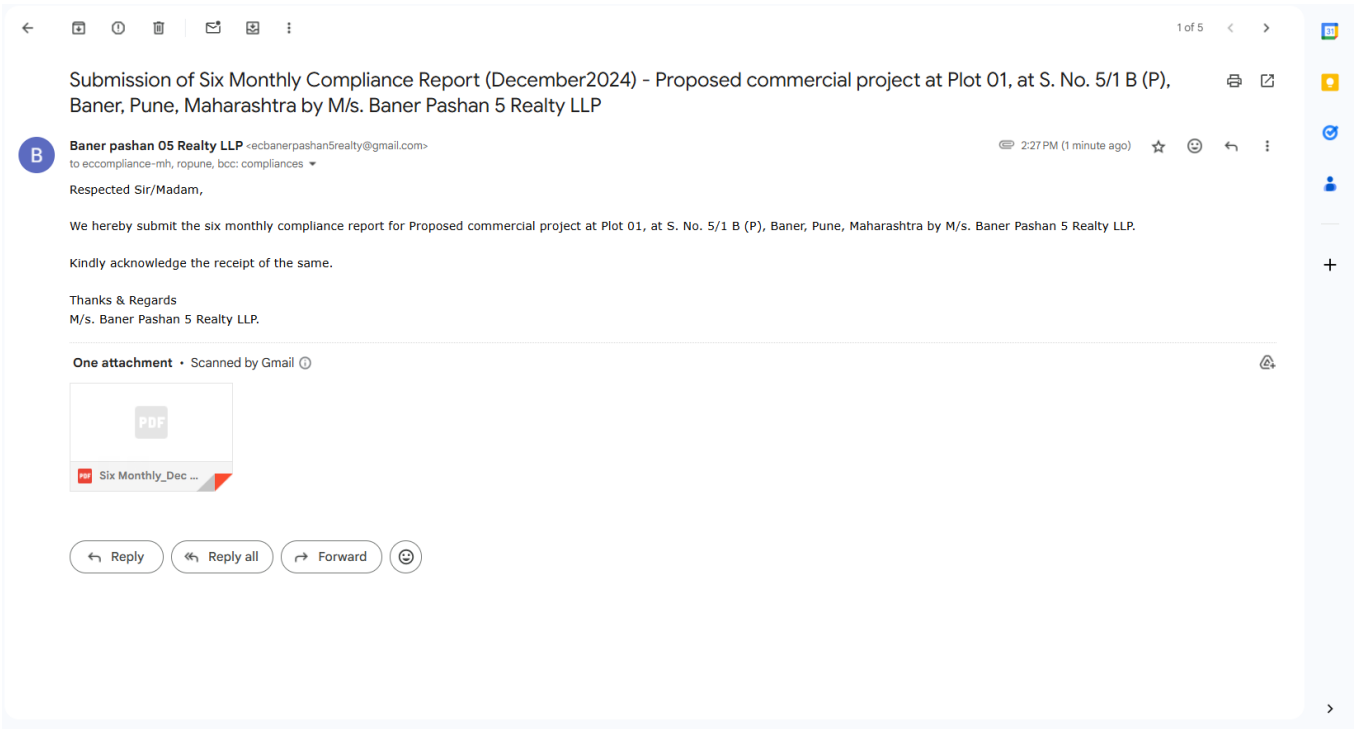 1 of 5
31
Submission of Six Monthly Compliance Report (December2024) - Proposed commercial project at Plot 01, at S. No. 5/1 B (P),
Baner, Pune, Maharashtra by M/s. Baner Pashan 5 Realty LLP
B
Baner pashan 05 Realty LLP <ecbanerpashan5realty@gmail.com>
2:27 PM (1 minute ago)
to eccompliance-mh, ropune, bcc: compliances
Respected Sir/Madam,
We hereby submit the six monthly compliance report for Proposed commercial project at Plot 01, at S. No. 5/1 B (P), Baner, Pune, Maharashtra by M/s. Baner Pashan 5 Realty LLP.
Kindly acknowledge the receipt of the same.
Thanks & Regards
M/s. Baner Pashan 5 Realty LLP.
One attachment • Scanned by Gmail
PDF
PDF Six Monthly_Dec ...
Reply
Reply all
Forward